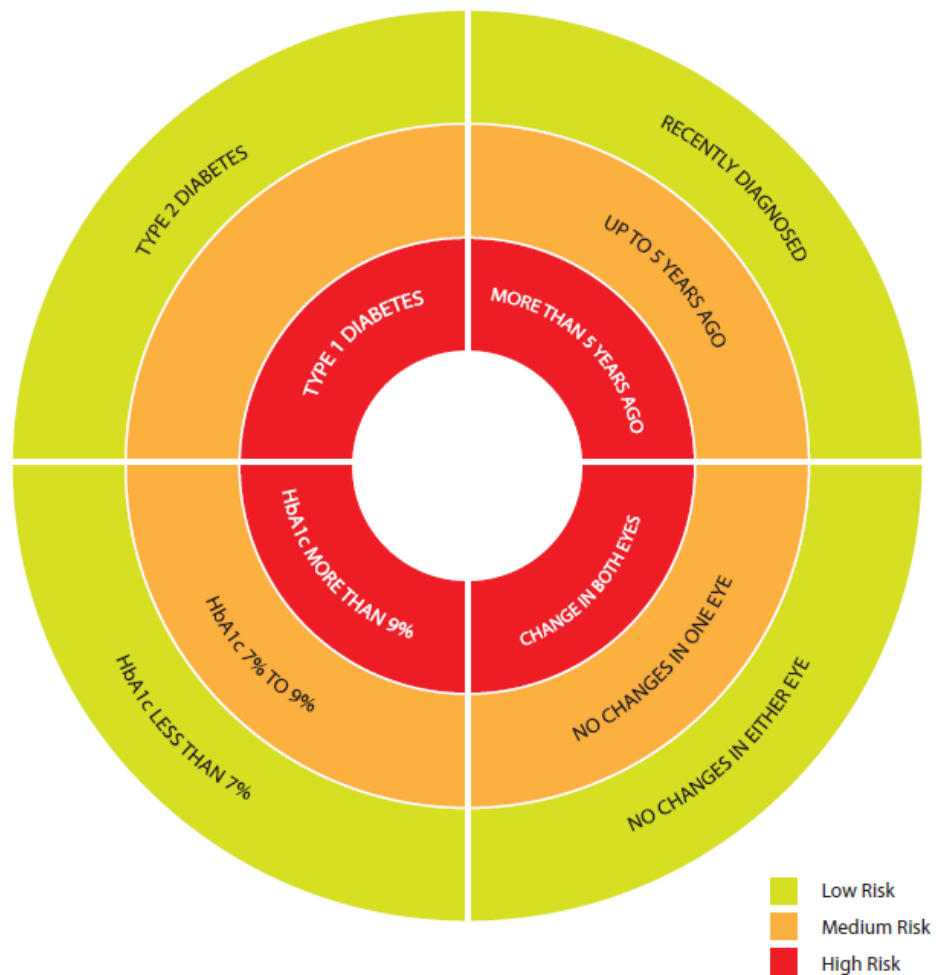 TYPE 2 DIABETES
TYPE 1 DIABETES
RECENTLY DIAGNOSED
UP TO 5 YEARS AGO
MORE THAN 5 YEARS AGO
HbA1c MORE THAN 9%
HbA1c 7% TO 9%
HbA1c LESS THAN 7%
CHANGE IN BOTH EYES
NO CHANGES IN ONE EYE
NO CHANGES IN EITHER EYE
Low Risk
Medium Risk
High Risk